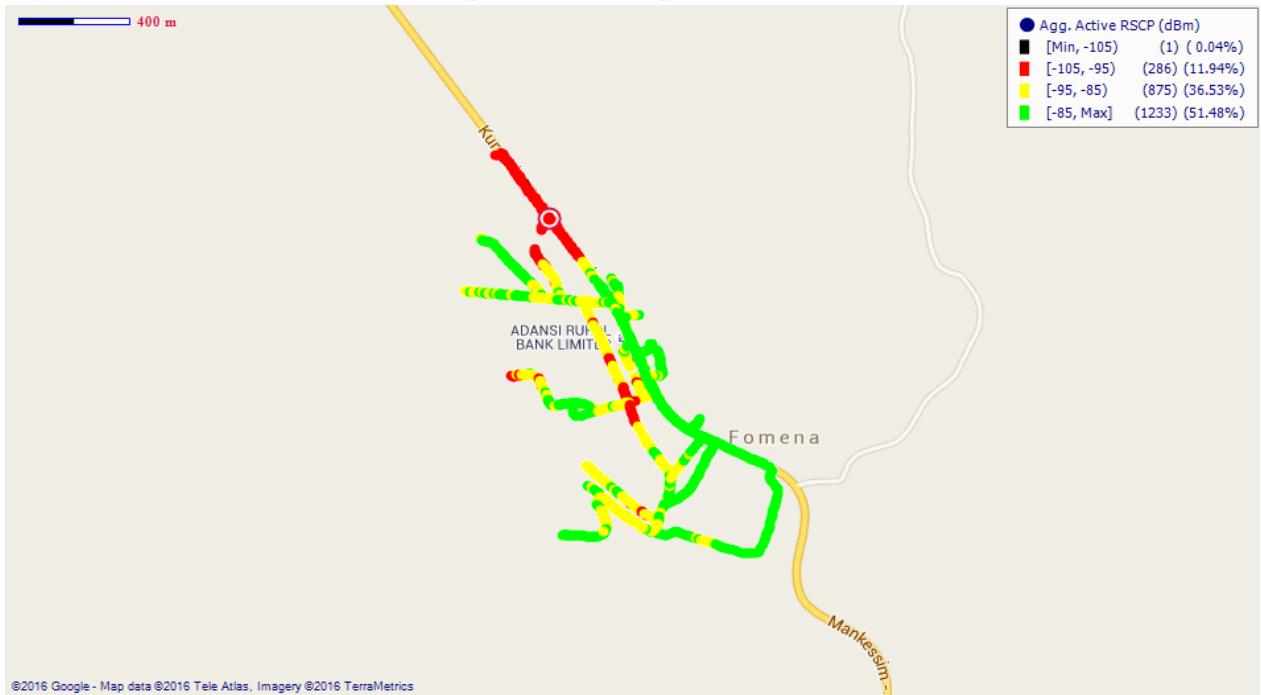 400 m
Agg. Active RSCP (dBm)
[Min, -105) (1) ( 0.04%)
[-105, -95) (286) (11.94%)
[-95, -85) (875) (36.53%)
[-85, Max] (1233) (51.48%)
ADANSI
BANK
Fomena
Mankessim -
©2016 Google - Map data ©2016 Tele Atlas, Imagery ©2016 TerraMetrics